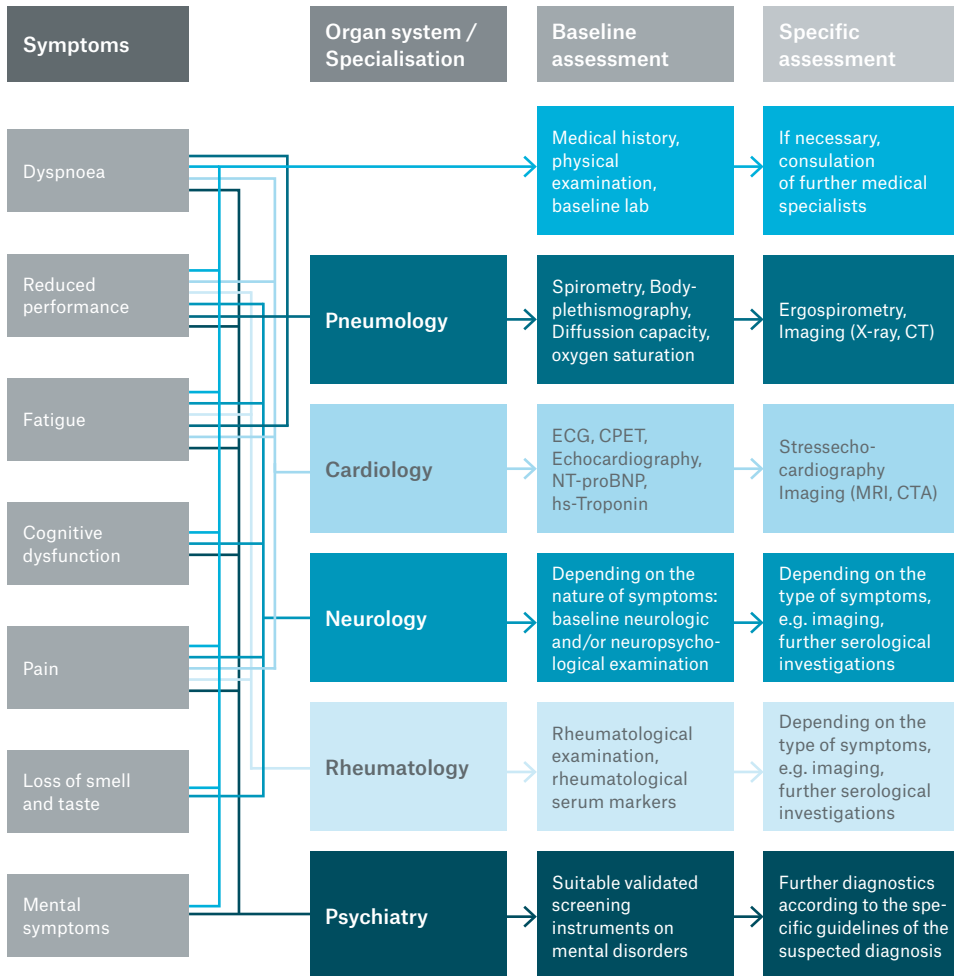 Symptoms
Organ system /
Specialisation
Baseline
assessment
Specific
assessment
Dyspnoea
Medical history,
physical
examination,
baseline lab
If necessary,
consulation
of further medical
specialists
Reduced
performance
Pneumology
Spirometry, Body-
plethismography,
Diffussion capacity,
oxygen saturation
Ergospirometry,
Imaging (X-ray, CT)
Fatigue
Cardiology
ECG, CPET,
Echocardiography,
NT-proBNP,
hs-Troponin
Stressecho-
cardiography
Imaging (MRI, CTA)
Cognitive
dysfunction
Neurology
Depending on the
nature of symptoms:
baseline neurologic
and/or neuropsycho-
logical examination
Depending on the
type of symptoms,
e.g. imaging,
further serological
investigations
Pain
Rheumatology
Rheumatological
examination,
rheumatological
serum markers
Depending on the
type of symptoms,
e.g. imaging,
further serological
investigations
Loss of smell
and taste
Mental
symptoms
Psychiatry
Suitable validated
screening
instruments on
mental disorders
Further diagnostics
according to the spe-
cific guidelines of the
suspected diagnosis